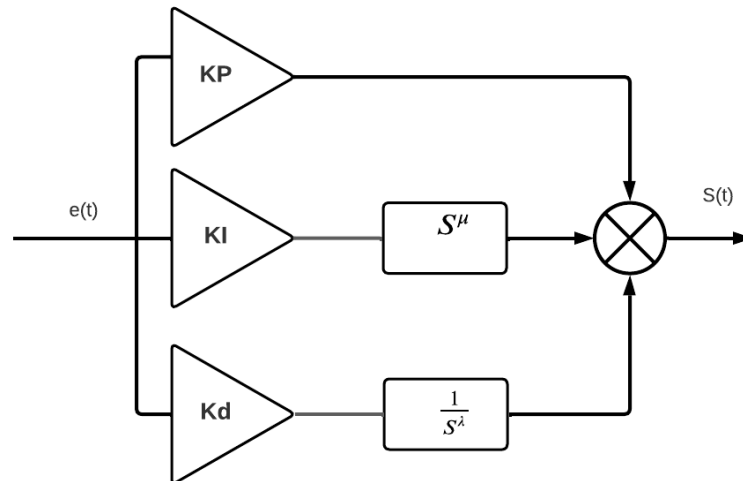 KP
e(t)
S(t)
KI
S^μ
Kd
1/S^λ